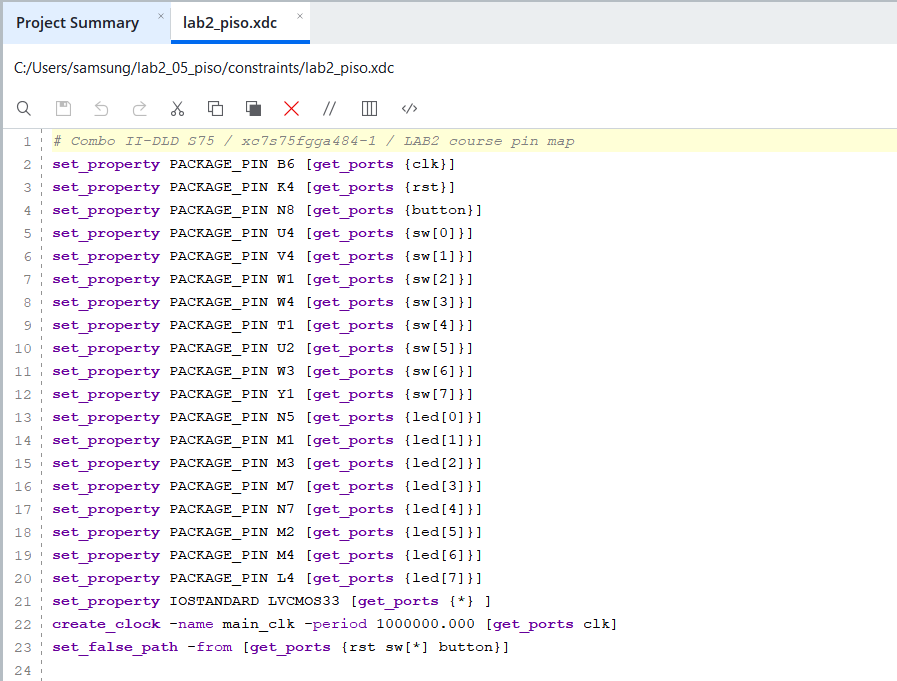 Project Summary × lab2_piso.xdc ×
C:/Users/samsung/lab2_05_piso/constraints/lab2_piso.xdc
// </>
1 # Combo II-DLD S75 / xc7s75fgga484-1 / LAB2 course pin map
2 set_property PACKAGE_PIN B6 [get_ports {clk}]
3 set_property PACKAGE_PIN K4 [get_ports {rst}]
4 set_property PACKAGE_PIN N8 [get_ports {button}]
5 set_property PACKAGE_PIN U4 [get_ports {sw[0]}]
6 set_property PACKAGE_PIN V4 [get_ports {sw[1]}]
7 set_property PACKAGE_PIN W1 [get_ports {sw[2]}]
8 set_property PACKAGE_PIN W4 [get_ports {sw[3]}]
9 set_property PACKAGE_PIN T1 [get_ports {sw[4]}]
10 set_property PACKAGE_PIN U2 [get_ports {sw[5]}]
11 set_property PACKAGE_PIN W3 [get_ports {sw[6]}]
12 set_property PACKAGE_PIN Y1 [get_ports {sw[7]}]
13 set_property PACKAGE_PIN N5 [get_ports {led[0]}]
14 set_property PACKAGE_PIN M1 [get_ports {led[1]}]
15 set_property PACKAGE_PIN M3 [get_ports {led[2]}]
16 set_property PACKAGE_PIN M7 [get_ports {led[3]}]
17 set_property PACKAGE_PIN N7 [get_ports {led[4]}]
18 set_property PACKAGE_PIN M2 [get_ports {led[5]}]
19 set_property PACKAGE_PIN M4 [get_ports {led[6]}]
20 set_property PACKAGE_PIN L4 [get_ports {led[7]}]
21 set_property IOSTANDARD LVCMOS33 [get_ports {*} ]
22 create_clock -name main_clk -period 1000000.000 [get_ports clk]
23 set_false_path -from [get_ports {rst sw[*] button}]
24